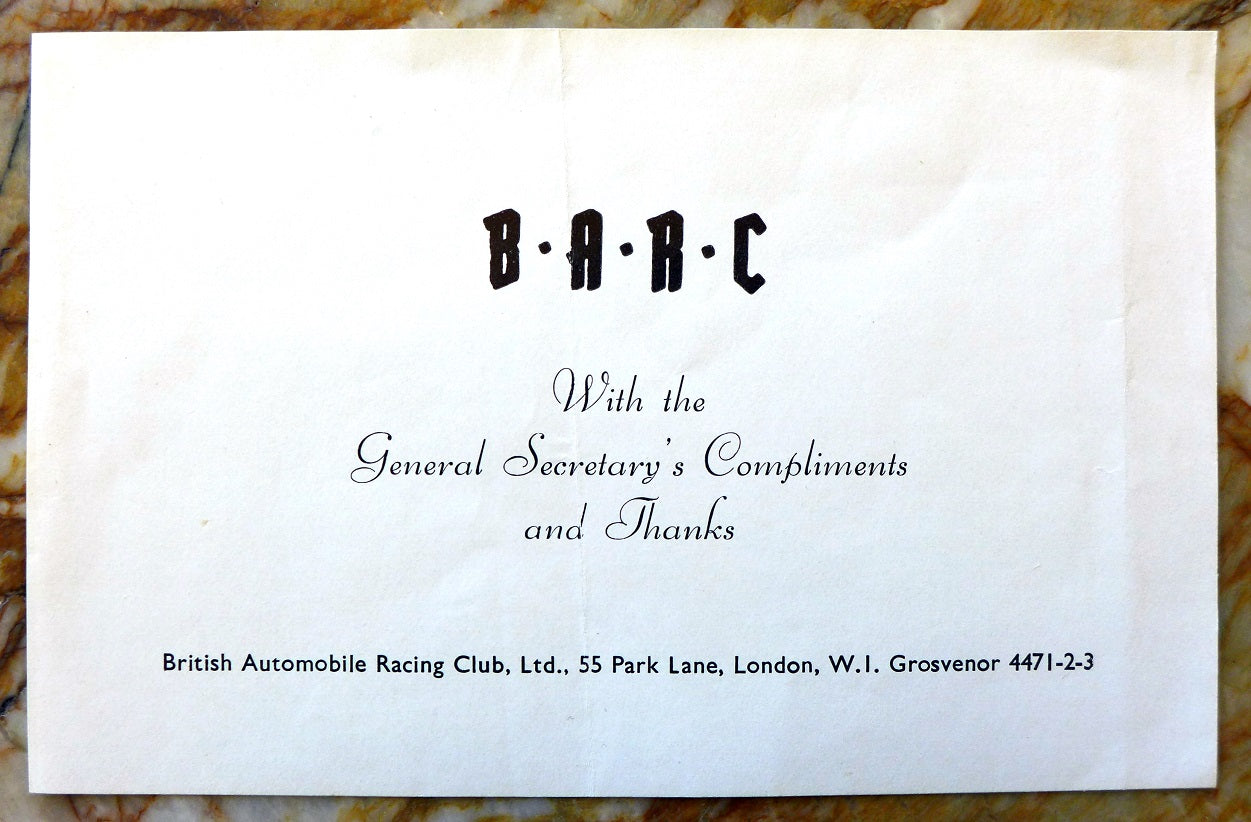 B·A·R·C
With the
General Secretary's Compliments
and Thanks
British Automobile Racing Club, Ltd., 55 Park Lane, London, W.1. Grosvenor 4471-2-3